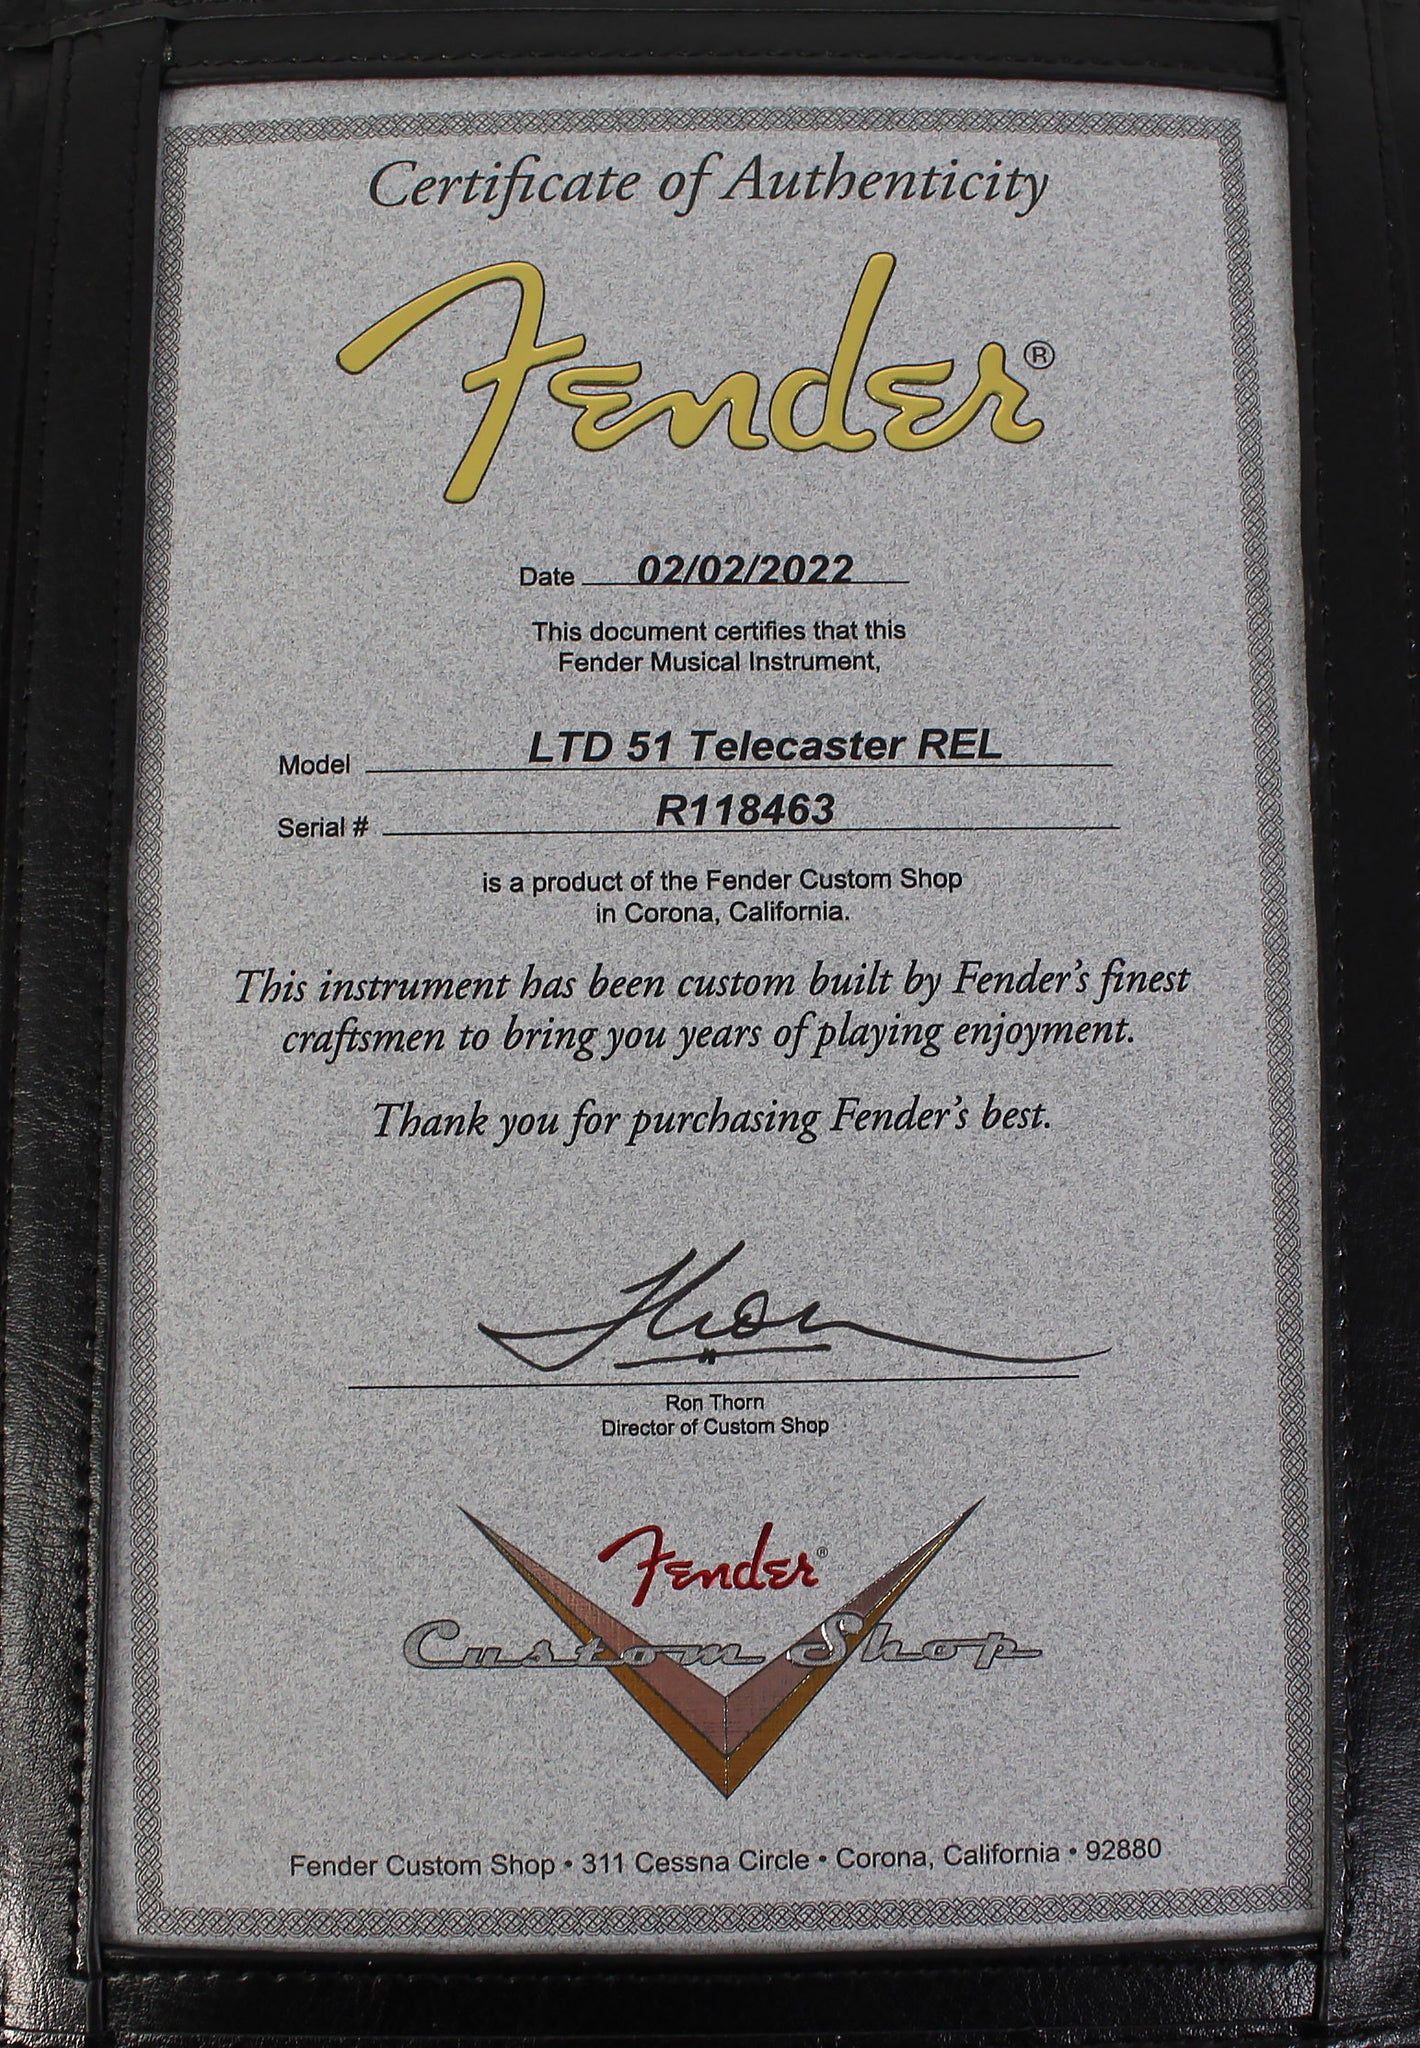 Certificate of Authenticity
Fender®
Date 02/02/2022
This document certifies that this
Fender Musical Instrument,
Model LTD 51 Telecaster REL
Serial # R118463
is a product of the Fender Custom Shop
in Corona, California.
This instrument has been custom built by Fender's finest
craftsmen to bring you years of playing enjoyment.
Thank you for purchasing Fender's best.
Thorn
Ron Thorn
Director of Custom Shop
Fender®
Custom Shop
Fender Custom Shop • 311 Cessna Circle • Corona, California • 92880